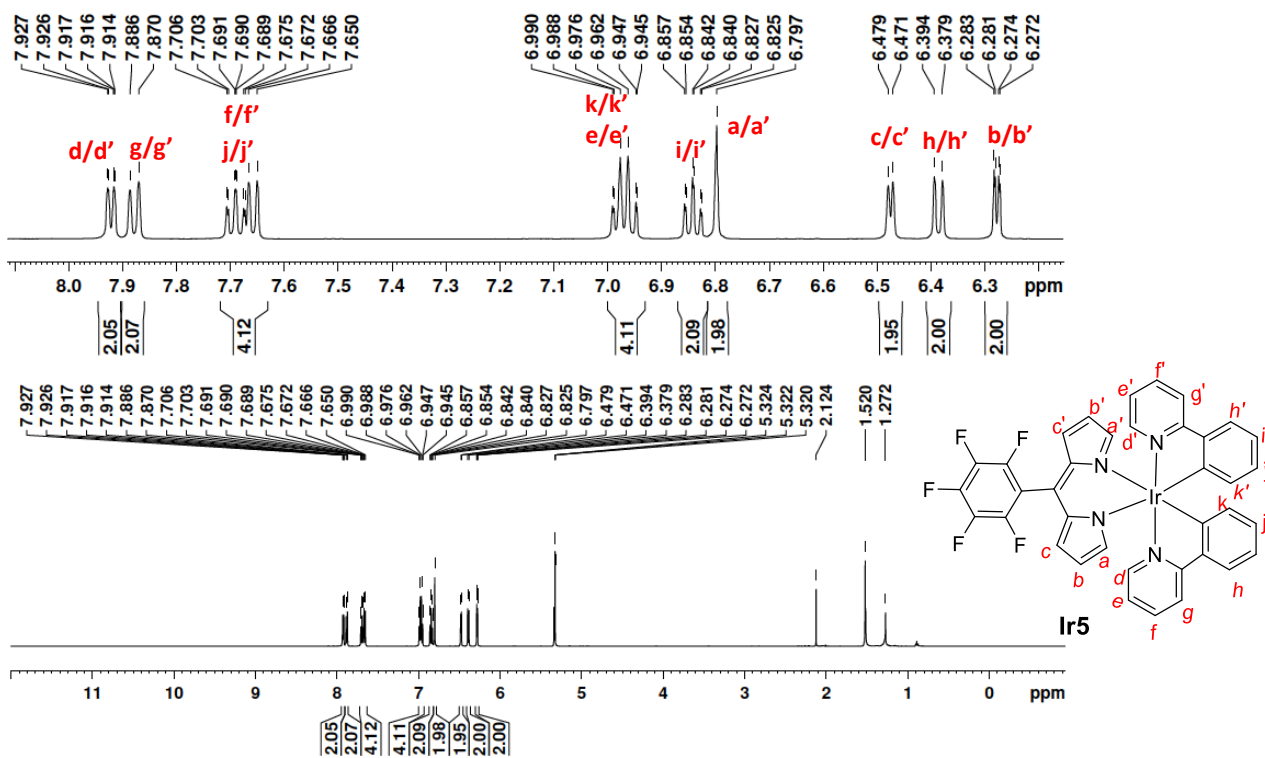 7.927 7.926 7.917 7.916 7.914 7.886 7.870 7.706 7.703 7.691 7.690 7.689 7.675 7.672 7.666 7.650 6.990 6.988 6.976 6.962 6.947 6.945 6.857 6.854 6.842 6.840 6.827 6.825 6.797 6.479 6.471 6.394 6.379 6.283 6.281 6.274 6.272
k/k'
f/f'
a/a'
d/d' g/g' j/j' e/e' i/i' c/c' h/h' b/b'
8.0 7.9 7.8 7.7 7.6 7.5 7.4 7.3 7.2 7.1 7.0 6.9 6.8 6.7 6.6 6.5 6.4 6.3 ppm
2.05 2.07 4.12 4.11 2.09 1.98 1.95 2.00 2.00
7.927 7.926 7.917 7.916 7.914 7.886 7.870 7.706 7.703 7.691 7.690 7.689 7.675 7.672 7.666 7.650 6.990 6.988 6.976 6.962 6.947 6.945 6.857 6.854 6.842 6.840 6.827 6.825 6.797 6.479 6.471 6.394 6.379 6.283 6.281 6.274 6.272 5.324 5.322 5.320 2.124 1.520 1.272
f'
e' g'
b' h'
c' a' d' N i
F F N
F Ir k' k
N j
F F
c a N
b d h
e g
f
Ir5
11 10 9 8 7 6 5 4 3 2 1 0 ppm
2.05 2.07 4.12 4.11 2.09 1.98 1.95 2.00 2.00